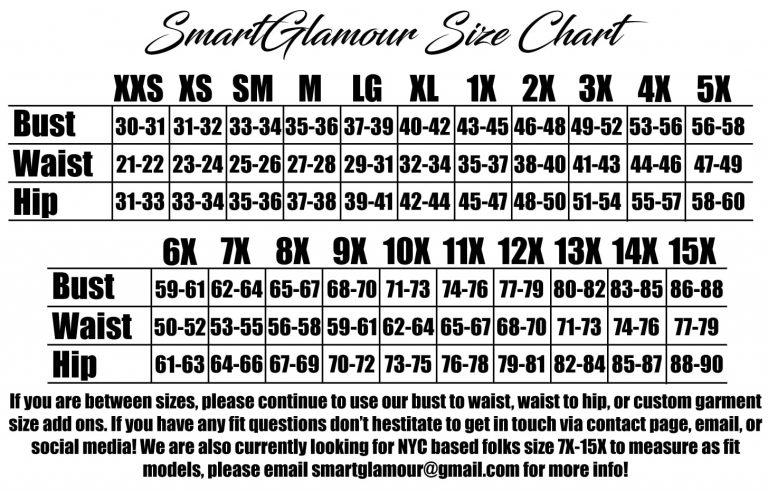 SmartGlamour Size Chart
XXS XS SM M LG XL 1X 2X 3X 4X 5X
Bust 30-31 31-32 33-34 35-36 37-39 40-42 43-45 46-48 49-52 53-56 56-58
Waist 21-22 23-24 25-26 27-28 29-31 32-34 35-37 38-40 41-43 44-46 47-49
Hip 31-33 33-34 35-36 37-38 39-41 42-44 45-47 48-50 51-54 55-57 58-60
6X 7X 8X 9X 10X 11X 12X 13X 14X 15X
Bust 59-61 62-64 65-67 68-70 71-73 74-76 77-79 80-82 83-85 86-88
Waist 50-52 53-55 56-58 59-61 62-64 65-67 68-70 71-73 74-76 77-79
Hip 61-63 64-66 67-69 70-72 73-75 76-78 79-81 82-84 85-87 88-90
If you are between sizes, please continue to use our bust to waist, waist to hip, or custom garment
size add ons. If you have any fit questions don't hestitate to get in touch via contact page, email, or
social media! We are also currently looking for NYC based folks size 7X-15X to measure as fit
models, please email smartglamour@gmail.com for more info!